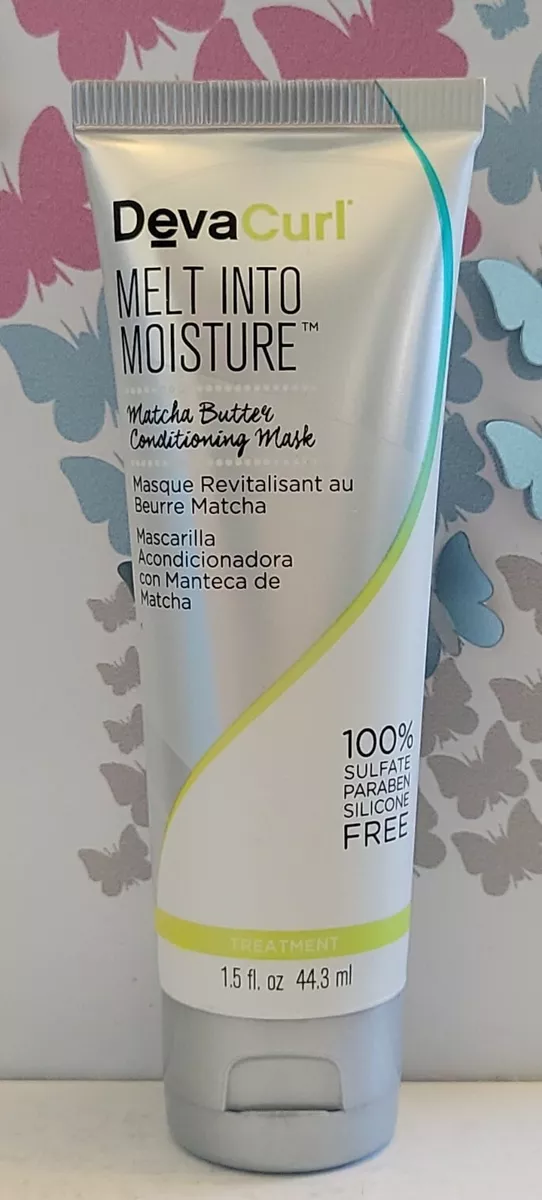 DevaCurl
MELT INTO
MOISTURE™
Matcha Butter
Conditioning Mask
Masque Revitalisant au
Beurre Matcha
Mascarilla
Acondicionadora
con Manteca de
Matcha
100%
SULFATE
PARABEN
SILICONE
FREE
TREATMENT
1.5 fl. oz 44.3 ml